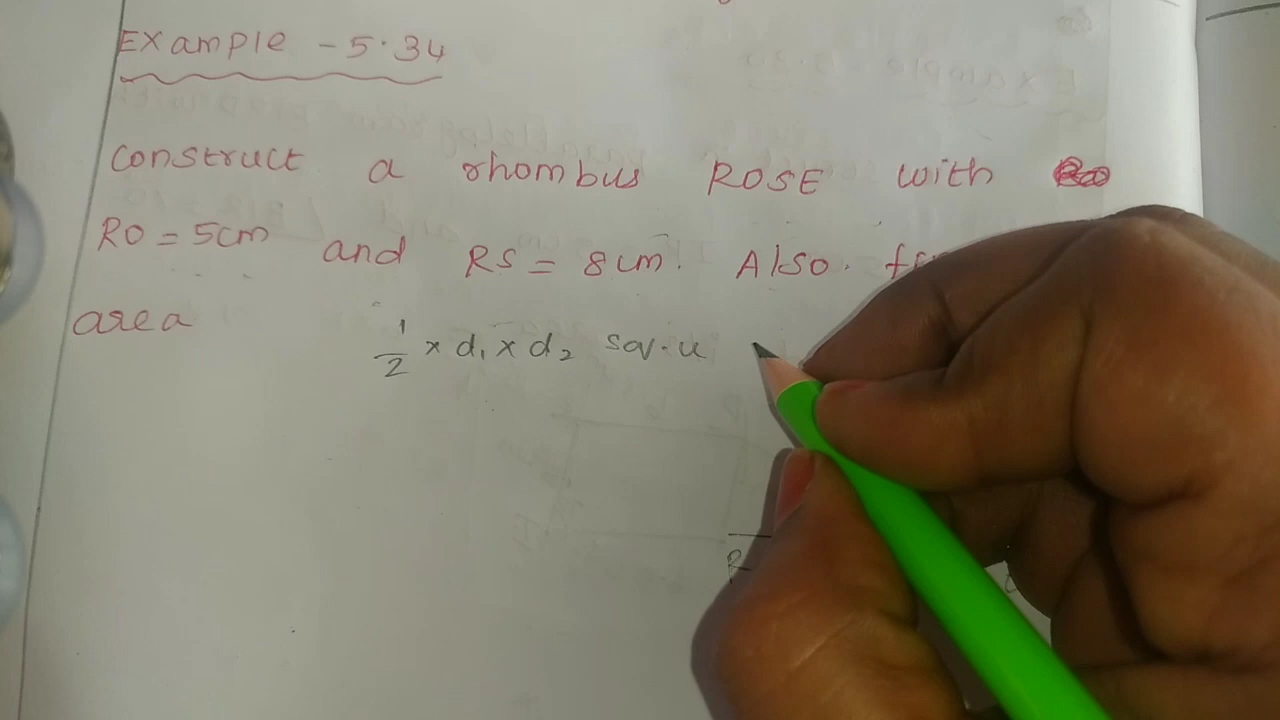 Example - 5.34
construct a rhombus ROSE with
RO = 5cm and RS = 8cm. Also.
area
1/2 x d₁ x d₂ sq.u
R